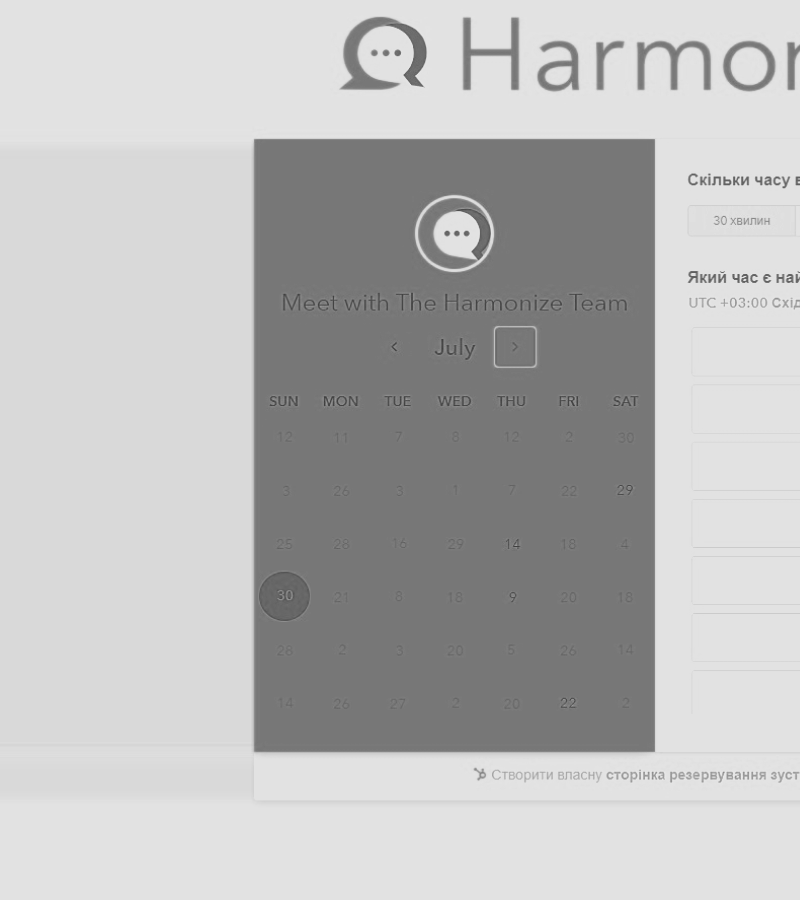 Harmon
Meet with The Harmonize Team
July
SUN MON TUE WED THU FRI SAT
12 11 7 8 12 2 30
3 26 3 1 7 22 29
25 28 16 29 14 18 4
30 21 8 18 9 20 18
28 2 3 20 5 26 14
14 26 27 2 20 22 2
Скільки часу в
30 хвилин
Який час є най
UTC +03:00 Схід
Створити власну сторінка резервування зуст